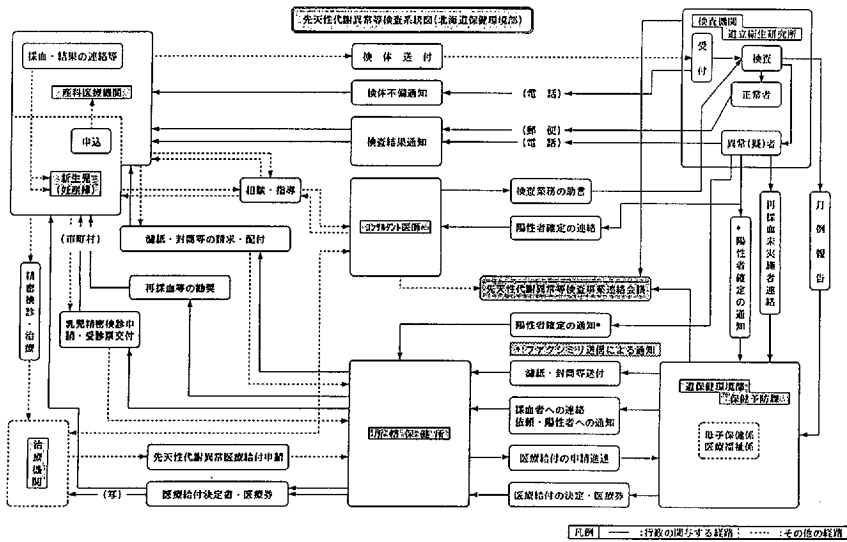 先天性代謝異常等検査系統図(北海道保健環境部)
採血・結果の連絡等
産科医療機関
申込
新生児
(妊産婦)
検体送付
検体不備通知
(電話)
検査結果通知
(郵便)
(電話)
検査機関
道立衛生研究所
受付
検査
正常者
異常(疑)者
相談・指導
コンサルタント医師
検査業務の助言
陽性者確定の連絡
*陽性者確定の通知
再採血未実施者連絡
月例報告
(市町村)
濾紙・封筒等の請求・配付
再採血等の勧奨
精密検診・治療
乳児精密検診申
請・受診票交付
先天性代謝異常等検査事業連絡会議
陽性者確定の通知*
*ファクシミリ送信による通知
濾紙・封筒等送付
採血者への連絡
依頼・陽性者への通知
道保健環境部
保健予防課
母子保健係
医療福祉係
所轄保健所
治療機関
先天性代謝異常医療給付申請
医療給付の申請進達
(写)
医療給付決定書・医療券
医療給付の決定・医療券
凡例 ―― :行政の関与する経路 ‥‥‥ :その他の経路